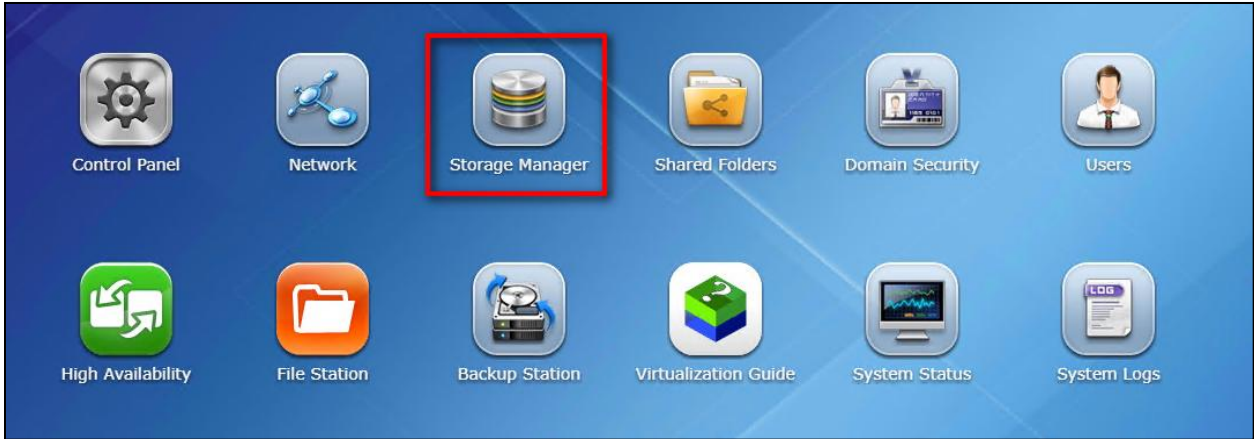 Control Panel
Network
Storage Manager
Shared Folders
Domain Security
Users
LOG
High Availability
File Station
Backup Station
Virtualization Guide
System Status
System Logs